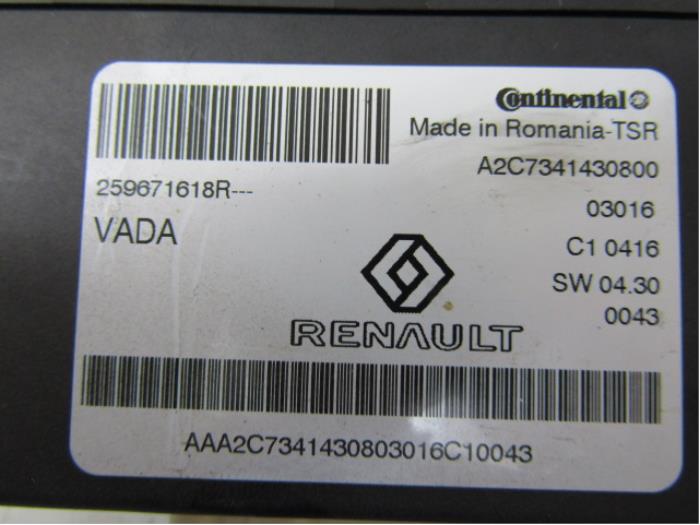 Continental
Made in Romania-TSR
A2C7341430800
259671618R---
03016
VADA
C1 0416
SW 04.30
0043
RENAULT
AAA2C7341430803016C10043